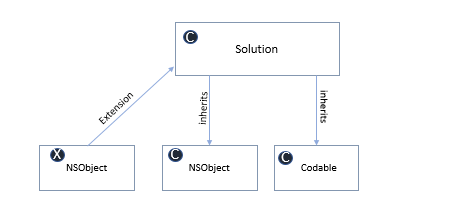 C
Solution
Extension
inherits
inherits
X
NSObject
C
NSObject
C
Codable